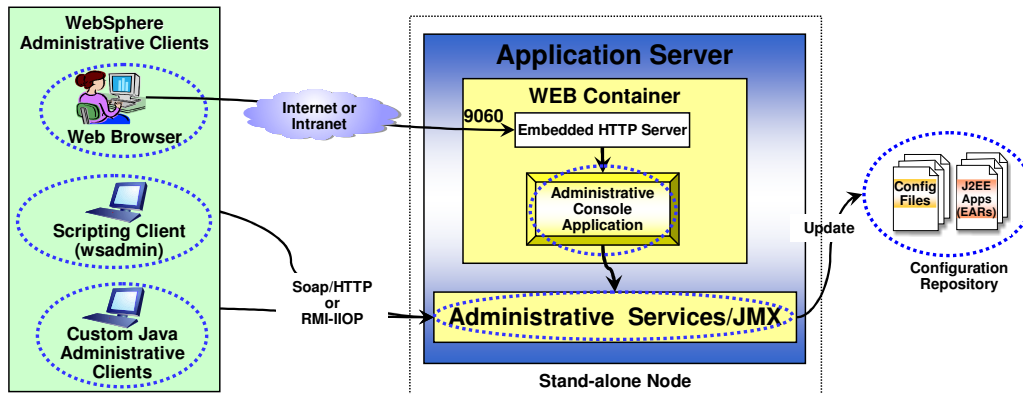 WebSphere
Administrative Clients
Web Browser
Scripting Client
(wsadmin)
Custom Java
Administrative
Clients
Internet or
Intranet
Soap/HTTP
or
RMI-IIOP
Application Server
WEB Container
9060
Embedded HTTP Server
Administrative
Console
Application
Administrative Services/JMX
Stand-alone Node
Update
Config
Files
J2EE
Apps
(EARs)
Configuration
Repository